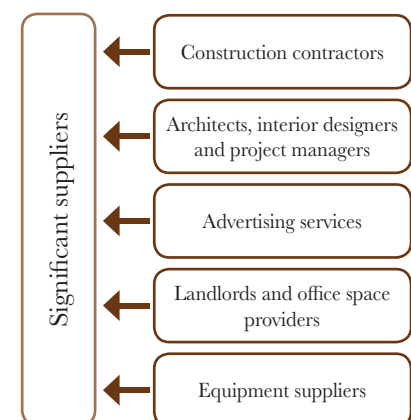 Significant suppliers
Construction contractors
Architects, interior designers
and project managers
Advertising services
Landlords and office space
providers
Equipment suppliers